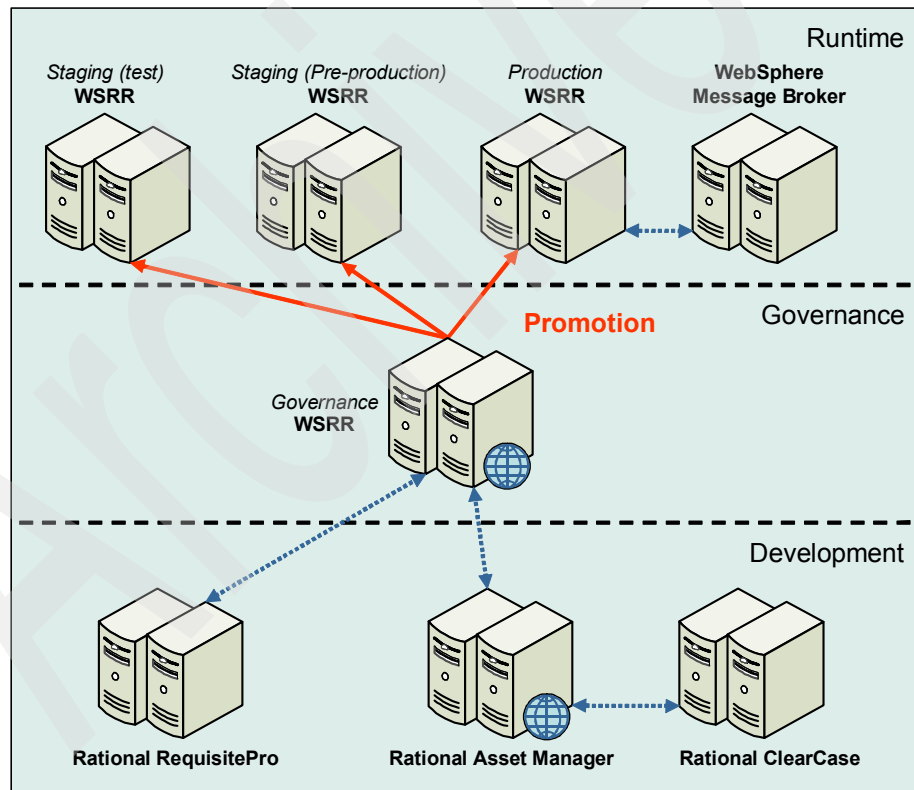 Runtime
Staging (test)
WSRR
Staging (Pre-production)
WSRR
Production
WSRR
WebSphere
Message Broker
Promotion
Governance
Governance
WSRR
Development
Rational RequisitePro
Rational Asset Manager
Rational ClearCase
Archive